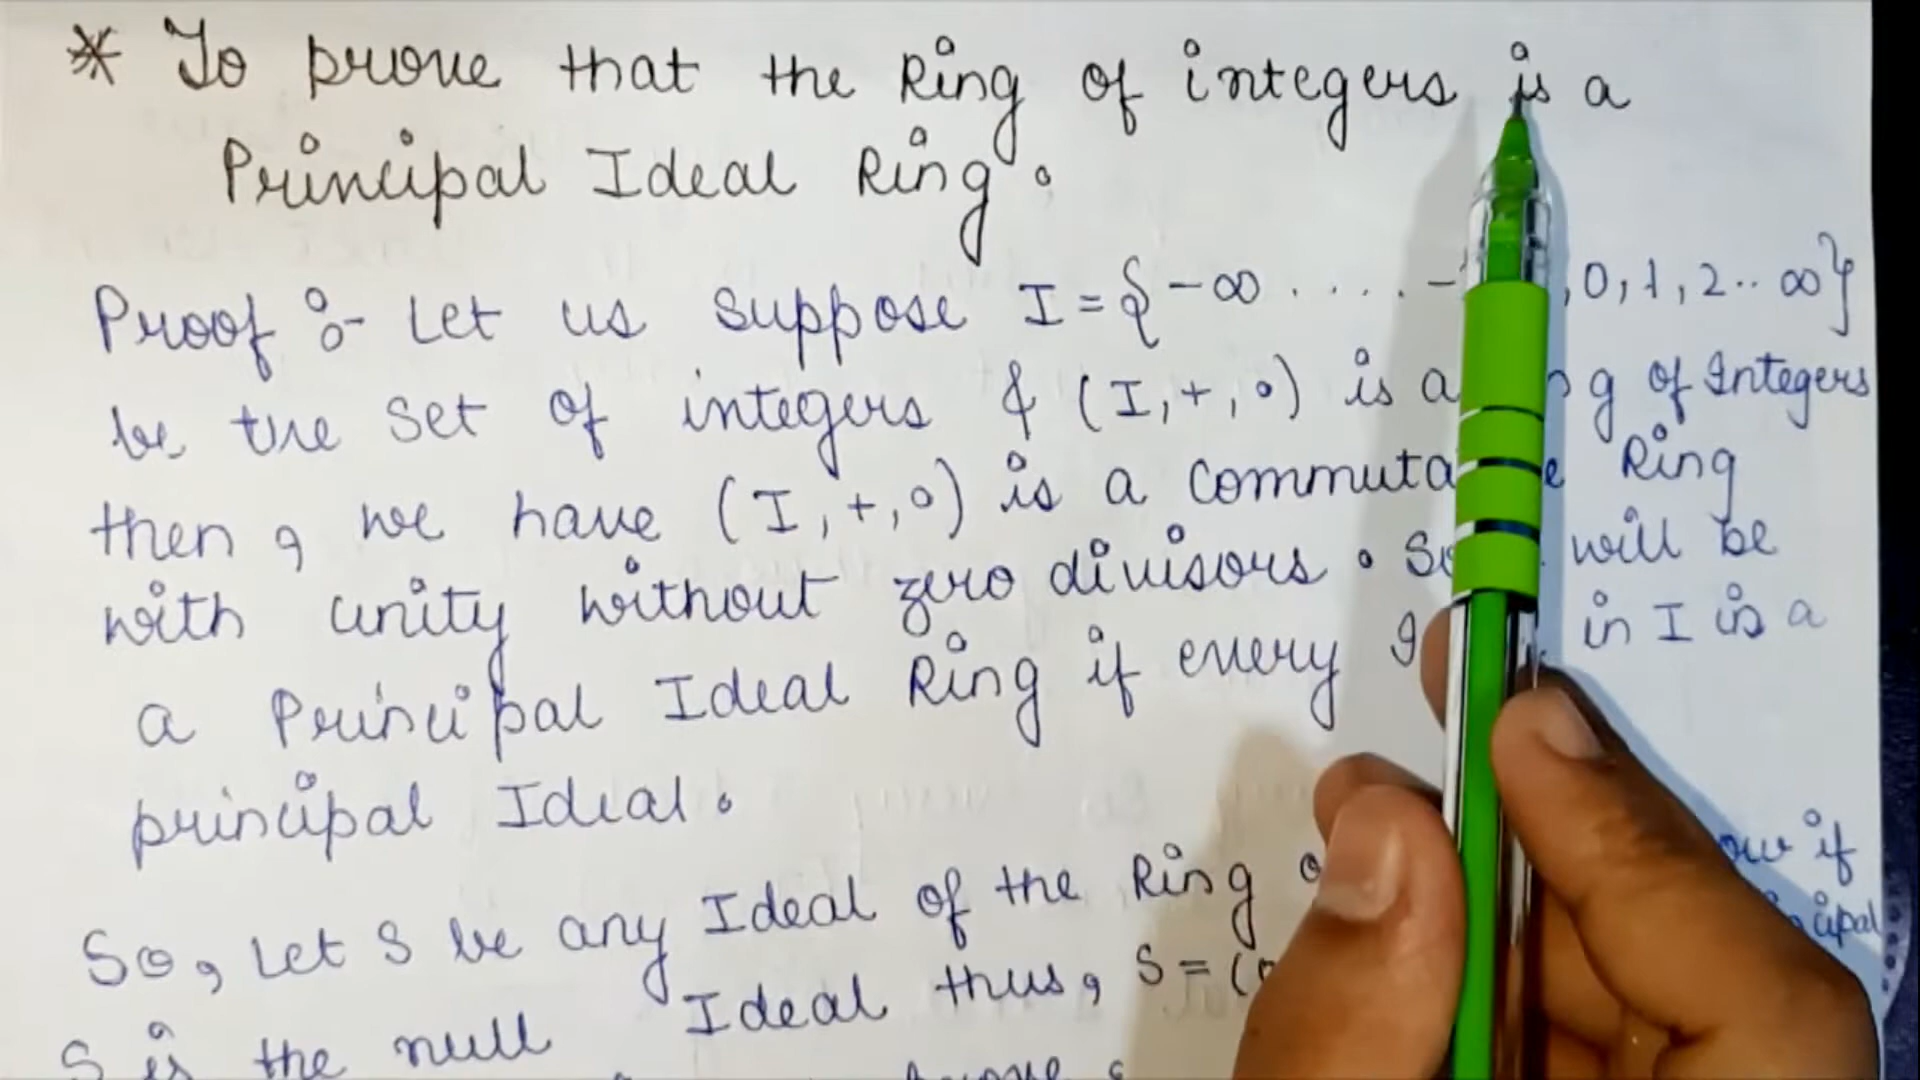 * To prove that the Ring of integers is a
Principal Ideal Ring.
Proof :- Let us suppose I = {-∞ .... - ,0,1,2..∞}
be the set of integers & (I,+,∘) is a of Integers
then, we have (I,+,∘) is a Ring
with unity without zero divisors. will be
a Principal Ideal Ring if every in I is a
principal Ideal.
So, Let S be any Ideal of the Ring if
S is the null Ideal thus, S = (